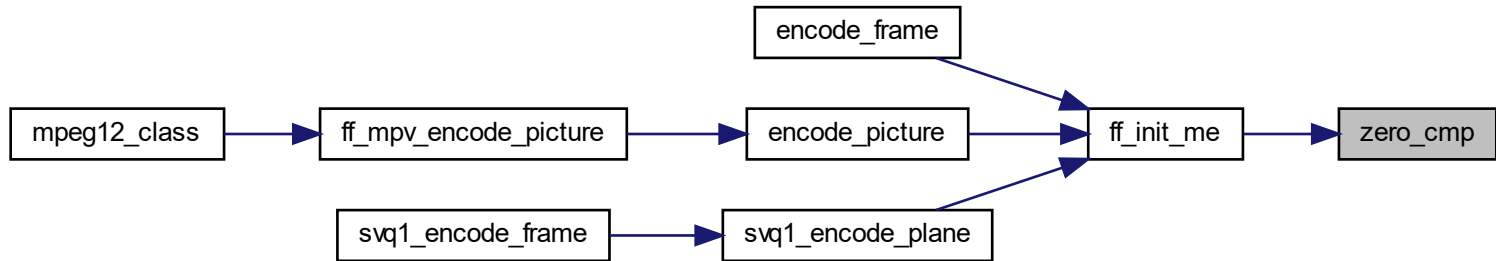 encode_frame
mpeg12_class
ff_mpv_encode_picture
encode_picture
ff_init_me
zero_cmp
svq1_encode_frame
svq1_encode_plane